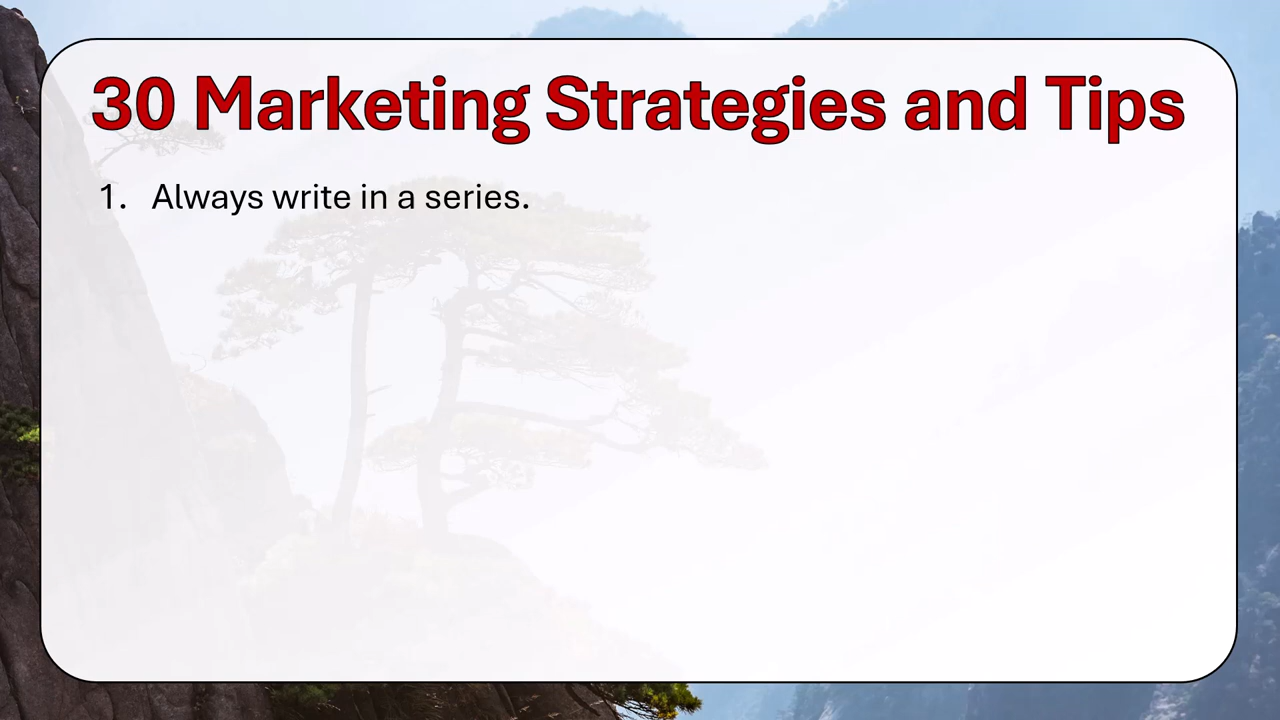 30 Marketing Strategies and Tips
1. Always write in a series.